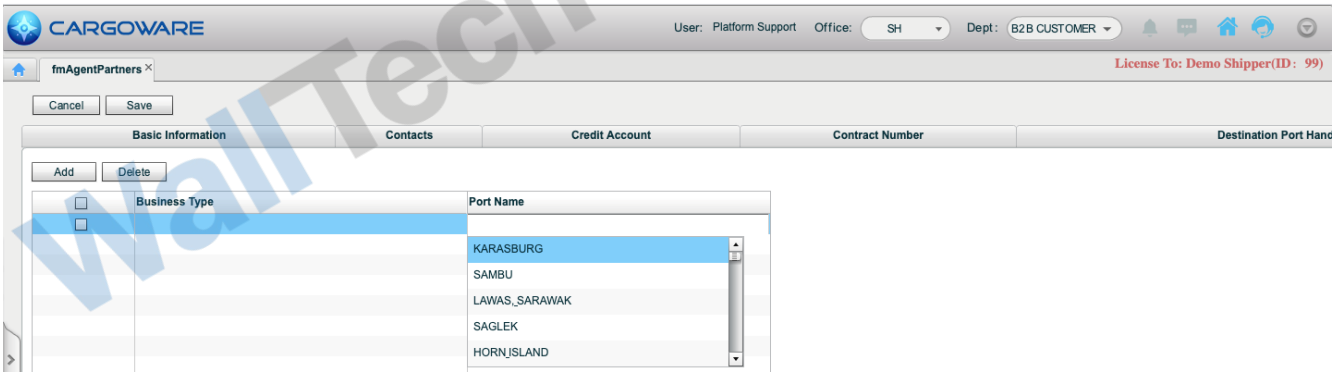 CARGOWARE
User: Platform Support Office: SH Dept: B2B CUSTOMER
fmAgentPartners ×
License To: Demo Shipper(ID: 99)
Cancel Save
Basic Information Contacts Credit Account Contract Number Destination Port Hand
Add Delete
Business Type Port Name
KARASBURG
SAMBU
LAWAS, SARAWAK
SAGLEK
HORN ISLAND
WallTech